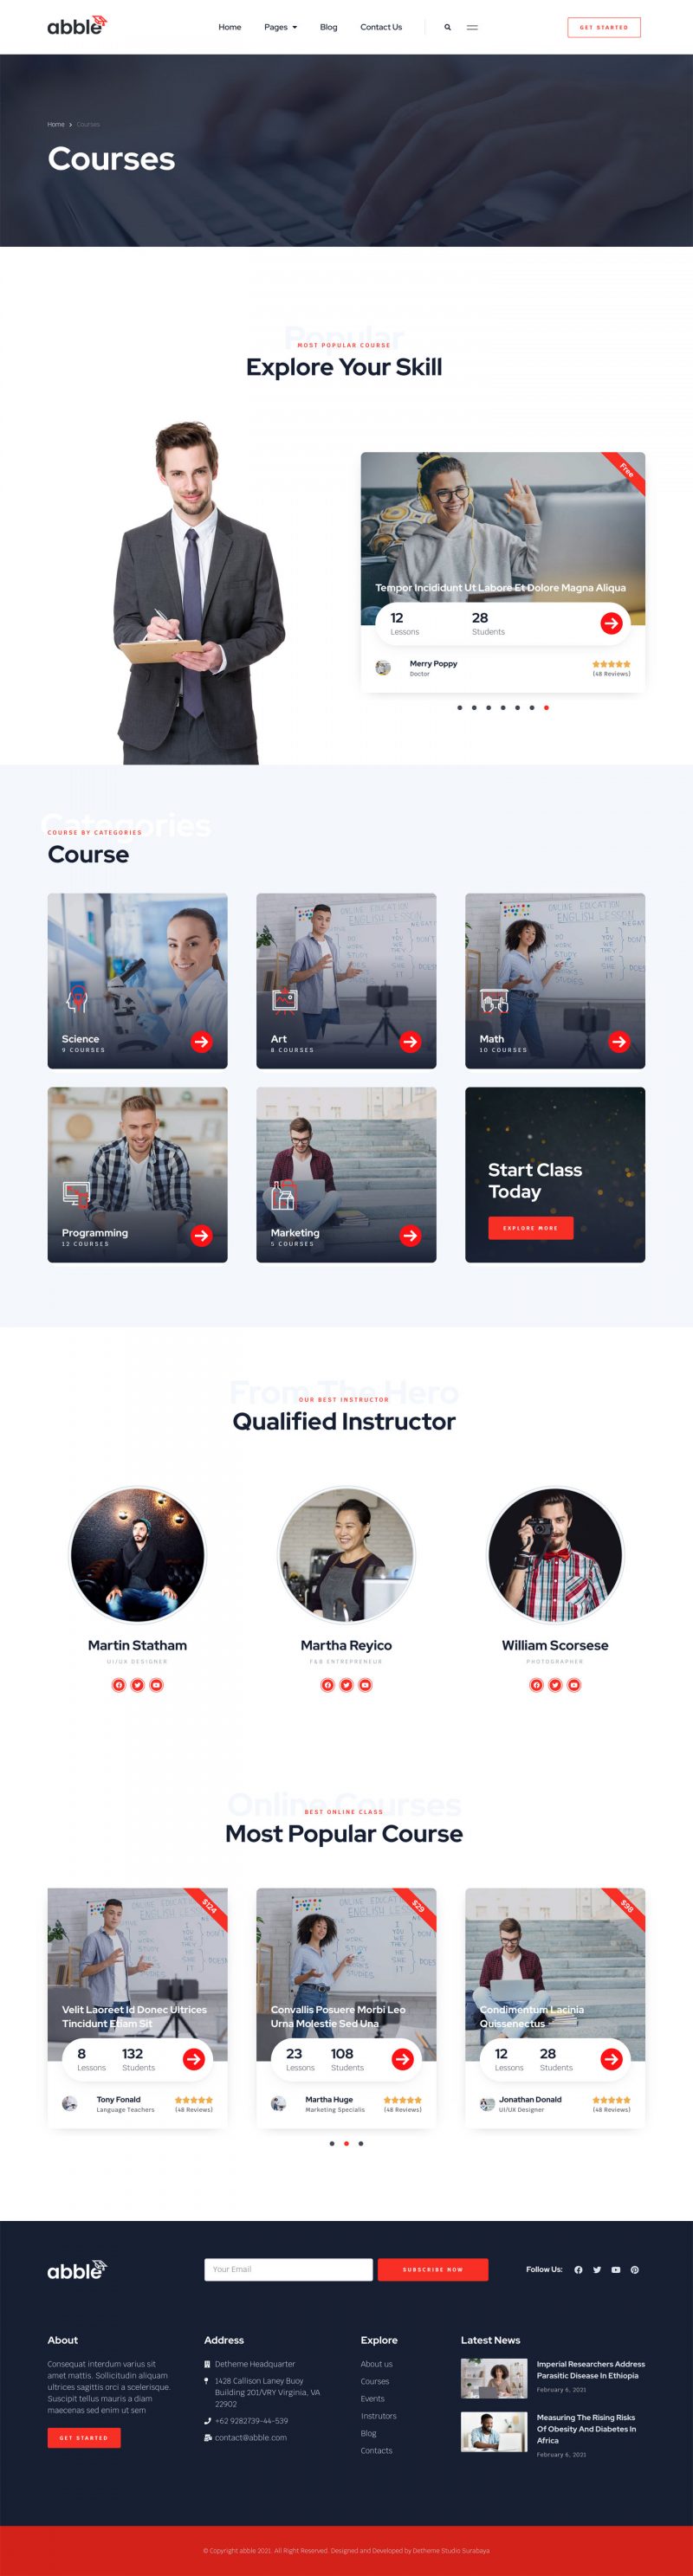 abble
Home Pages Blog Contact Us
GET STARTED
Home > Courses
Courses
Popular
MOST POPULAR COURSE
Explore Your Skill
Free
Tempor Incididunt Ut Labore Et Dolore Magna Aliqua
12 28
Lessons Students
Merry Poppy
Doctor (48 Reviews)
Categories
COURSE BY CATEGORIES
Course
Science
9 COURSES
Art
8 COURSES
Math
10 COURSES
Programming
12 COURSES
Marketing
5 COURSES
Start Class
Today
EXPLORE MORE
From The Hero
OUR BEST INSTRUCTOR
Qualified Instructor
Martin Statham
UI/UX DESIGNER
Martha Reyico
F&B ENTREPRENEUR
William Scorsese
PHOTOGRAPHER
Online Courses
BEST ONLINE CLASS
Most Popular Course
$124
Velit Laoreet Id Donec Ultrices
Tincidunt Etiam Sit
8 132
Lessons Students
Tony Fonald
Language Teachers (48 Reviews)
$29
Convallis Posuere Morbi Leo
Urna Molestie Sed Una
23 108
Lessons Students
Martha Huge
Marketing Specialis (48 Reviews)
$98
Condimentum Lacinia
Quissenectus
12 28
Lessons Students
Jonathan Donald
UI/UX Designer (48 Reviews)
abble
Your Email
SUBSCRIBE NOW
Follow Us:
About
Consequat interdum varius sit
amet mattis. Sollicitudin aliquam
ultrices sagittis orci a scelerisque.
Suscipit tellus mauris a diam
maecenas sed enim ut sem
GET STARTED
Address
Detheme Headquarter
1428 Callison Laney Buoy
Building 201/VRY Virginia, VA
22902
+62 9282739-44-539
contact@abble.com
Explore
About us
Courses
Events
Instrutors
Blog
Contacts
Latest News
Imperial Researchers Address
Parasitic Disease In Ethiopia
February 6, 2021
Measuring The Rising Risks
Of Obesity And Diabetes In
Africa
February 6, 2021
© Copyright abble 2021. All Right Reserved. Designed and Developed by Detheme Studio Surabaya